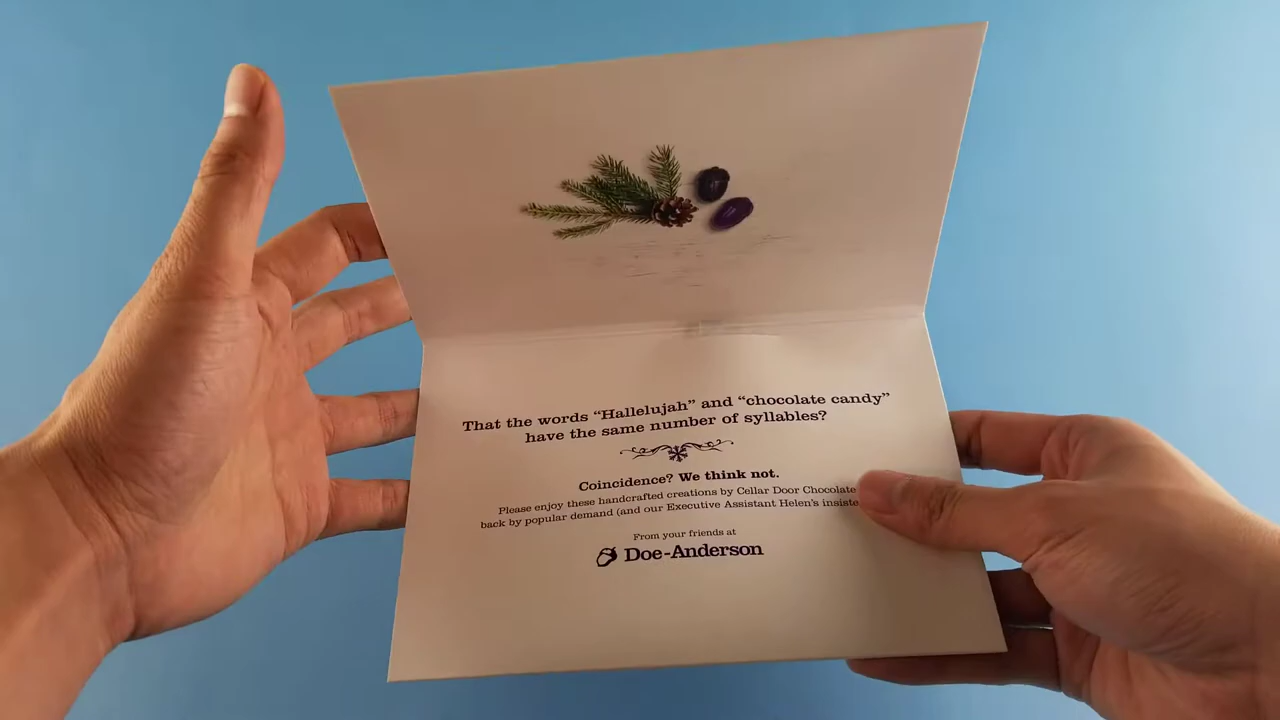 That the words “Hallelujah” and “chocolate candy”
have the same number of syllables?
Coincidence? We think not.
Please enjoy these handcrafted creations by Cellar Door Chocolate
back by popular demand (and our Executive Assistant Helen's
From your friends at
Doe-Anderson